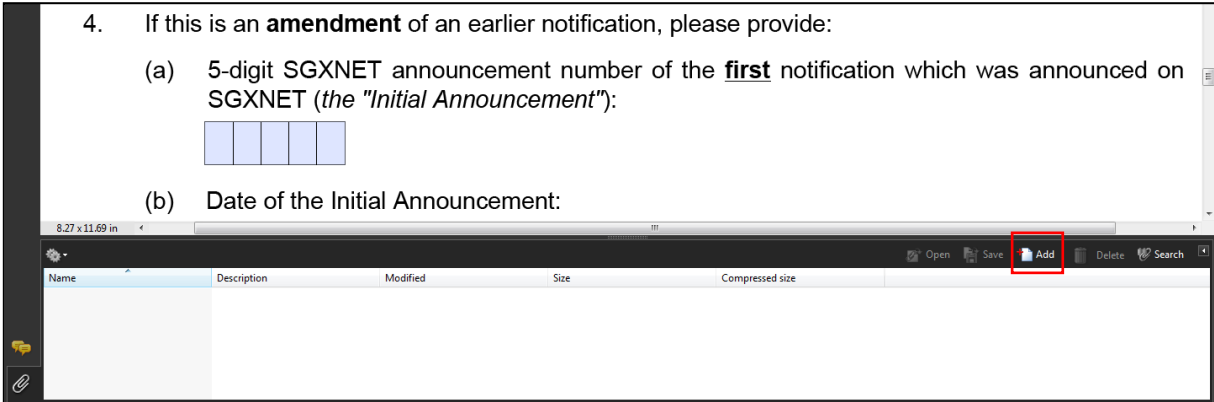 4. If this is an amendment of an earlier notification, please provide:
(a) 5-digit SGXNET announcement number of the first notification which was announced on
SGXNET (the "Initial Announcement"):
(b) Date of the Initial Announcement:
8.27 x 11.69 in
Open Save Add Delete Search
Name Description Modified Size Compressed size